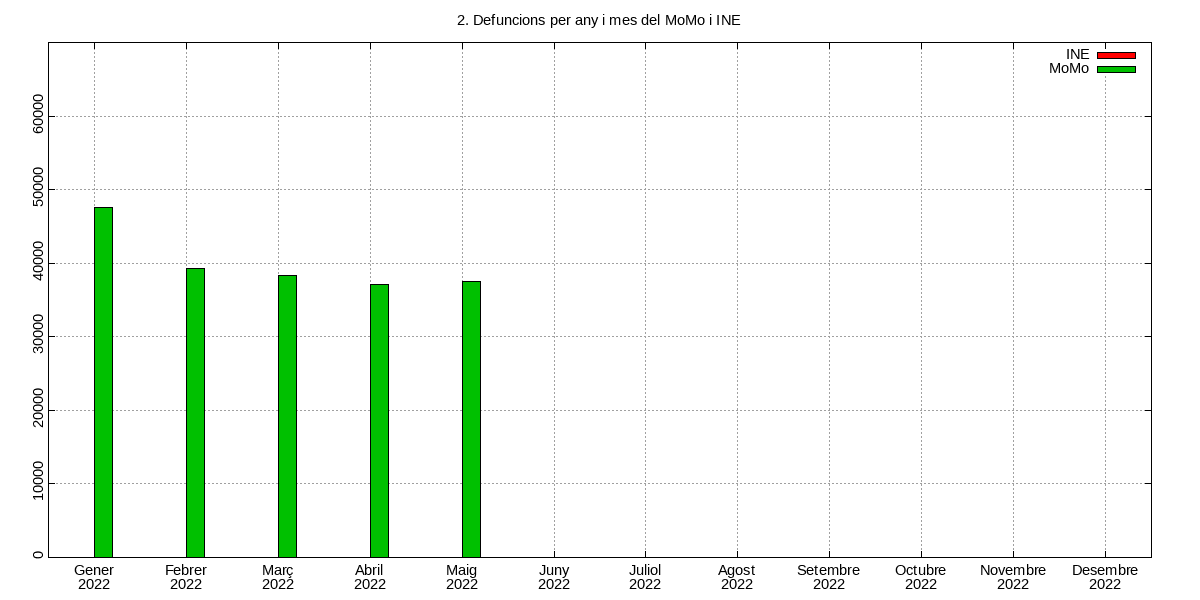 2. Defuncions per any i mes del MoMo i INE
INE
MoMo
60000
50000
40000
30000
20000
10000
0
Gener Febrer Març Abril Maig Juny Juliol Agost Setembre Octubre Novembre Desembre
2022 2022 2022 2022 2022 2022 2022 2022 2022 2022 2022 2022